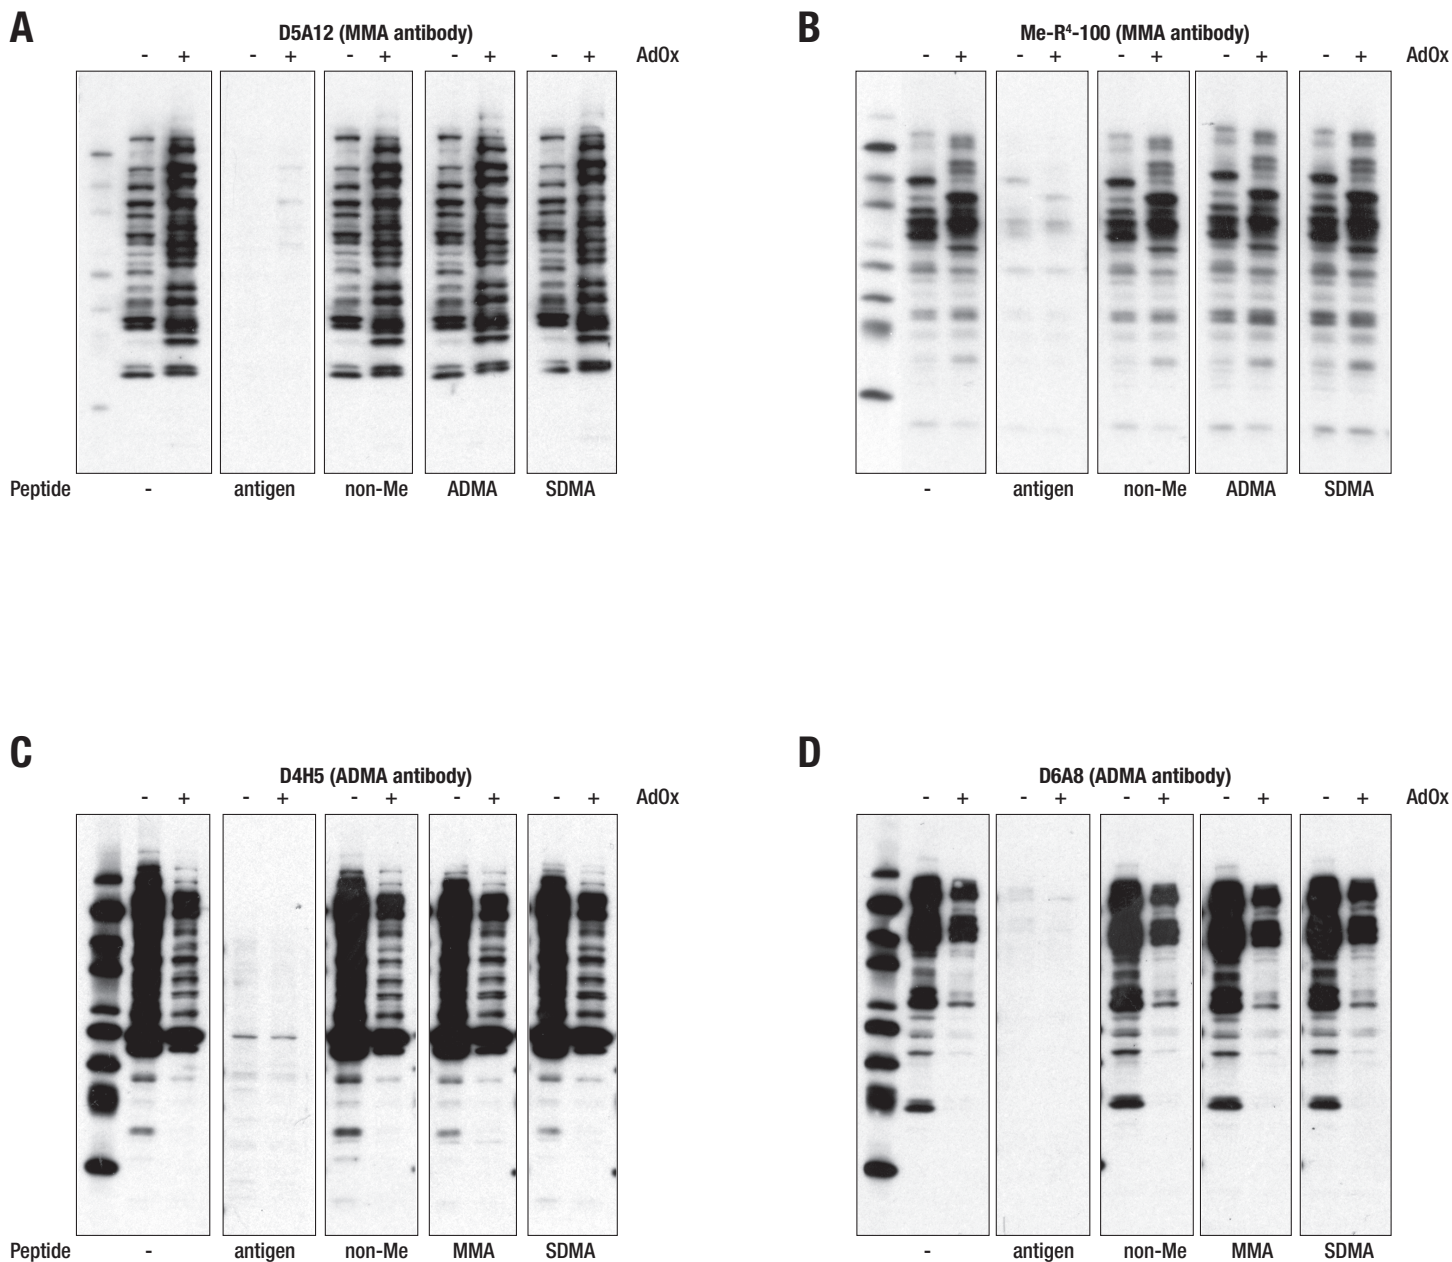 A
D5A12 (MMA antibody)
- + - + - + - + - + AdOx
Peptide - antigen non-Me ADMA SDMA
B
Me-R⁴-100 (MMA antibody)
- + - + - + - + - + AdOx
- antigen non-Me ADMA SDMA
C
D4H5 (ADMA antibody)
- + - + - + - + - + AdOx
Peptide - antigen non-Me MMA SDMA
D
D6A8 (ADMA antibody)
- + - + - + - + - + AdOx
- antigen non-Me MMA SDMA